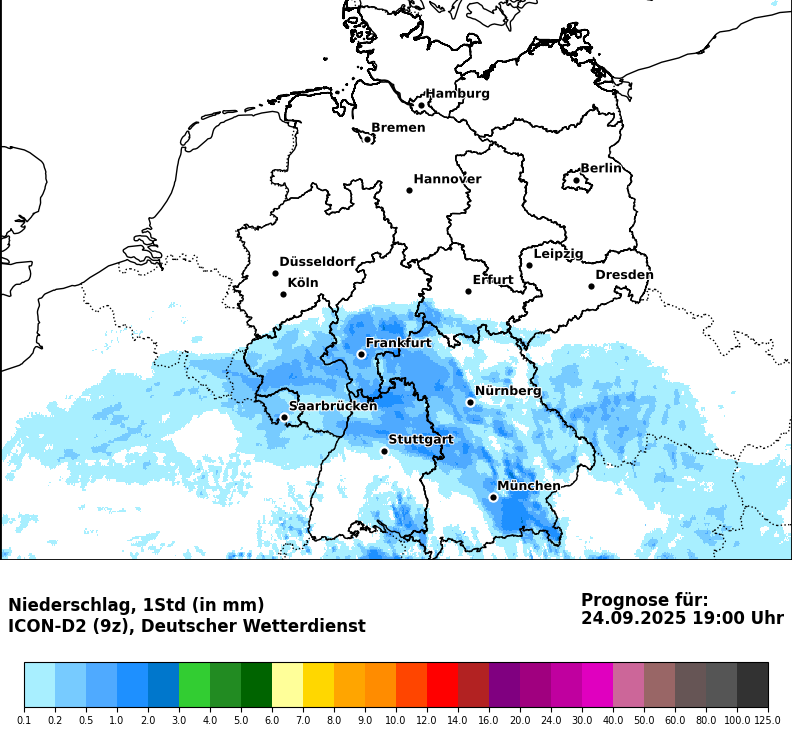 Hamburg
Bremen
Berlin
Hannover
Leipzig
Düsseldorf
Dresden
Köln
Erfurt
Frankfurt
Nürnberg
Saarbrücken
Stuttgart
München
Niederschlag, 1Std (in mm)
ICON-D2 (9z), Deutscher Wetterdienst
Prognose für:
24.09.2025 19:00 Uhr
0.1 0.2 0.5 1.0 2.0 3.0 4.0 5.0 6.0 7.0 8.0 9.0 10.0 12.0 14.0 16.0 20.0 24.0 30.0 40.0 50.0 60.0 80.0 100.0 125.0